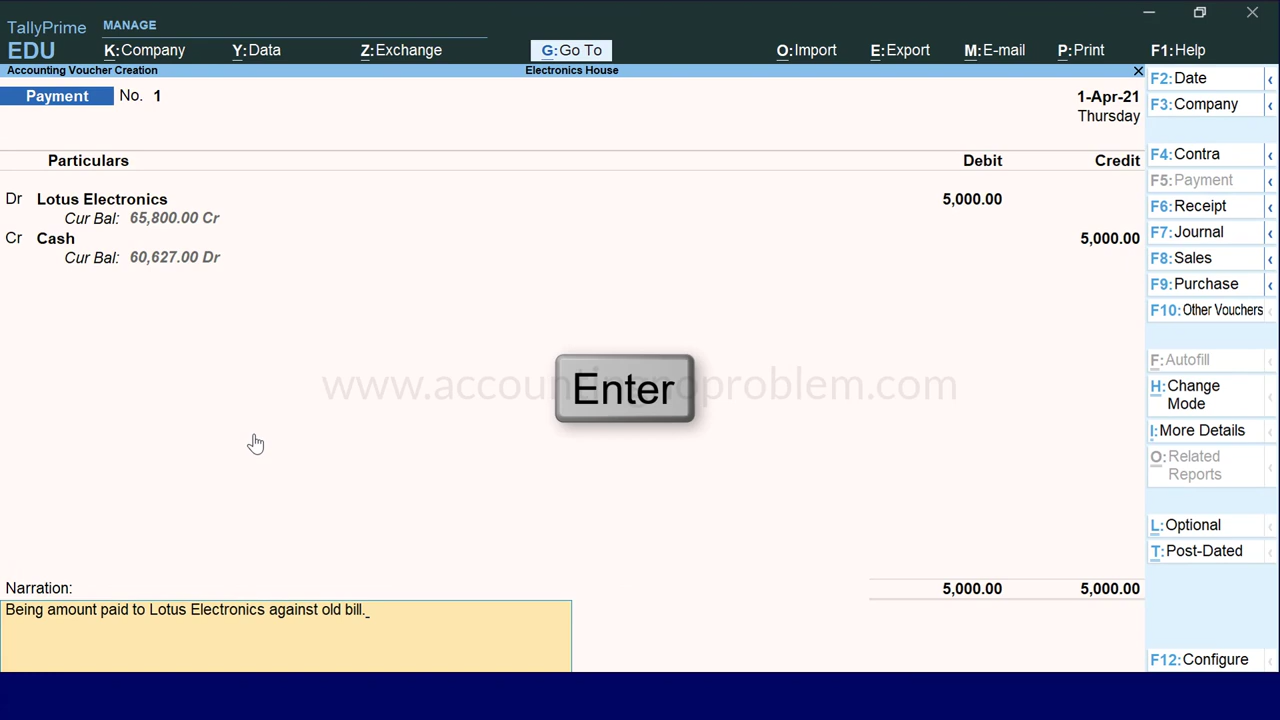 MANAGE
TallyPrime
EDU
K:Company
Y:Data
Z:Exchange
G:Go To
O:Import
E:Export
M:E-mail
P:Print
F1:Help
Accounting Voucher Creation
Electronics House
Payment No. 1
1-Apr-21
Thursday
Particulars Debit Credit
Dr Lotus Electronics 5,000.00
Cur Bal: 65,800.00 Cr
Cr Cash 5,000.00
Cur Bal: 60,627.00 Dr
www.accountingnoproblem.com
Enter
Narration: 5,000.00 5,000.00
Being amount paid to Lotus Electronics against old bill.
F2:Date
F3:Company
F4:Contra
F5:Payment
F6:Receipt
F7:Journal
F8:Sales
F9:Purchase
F10:Other Vouchers
F:Autofill
H:Change
Mode
I:More Details
O:Related
Reports
L:Optional
T:Post-Dated
F12:Configure